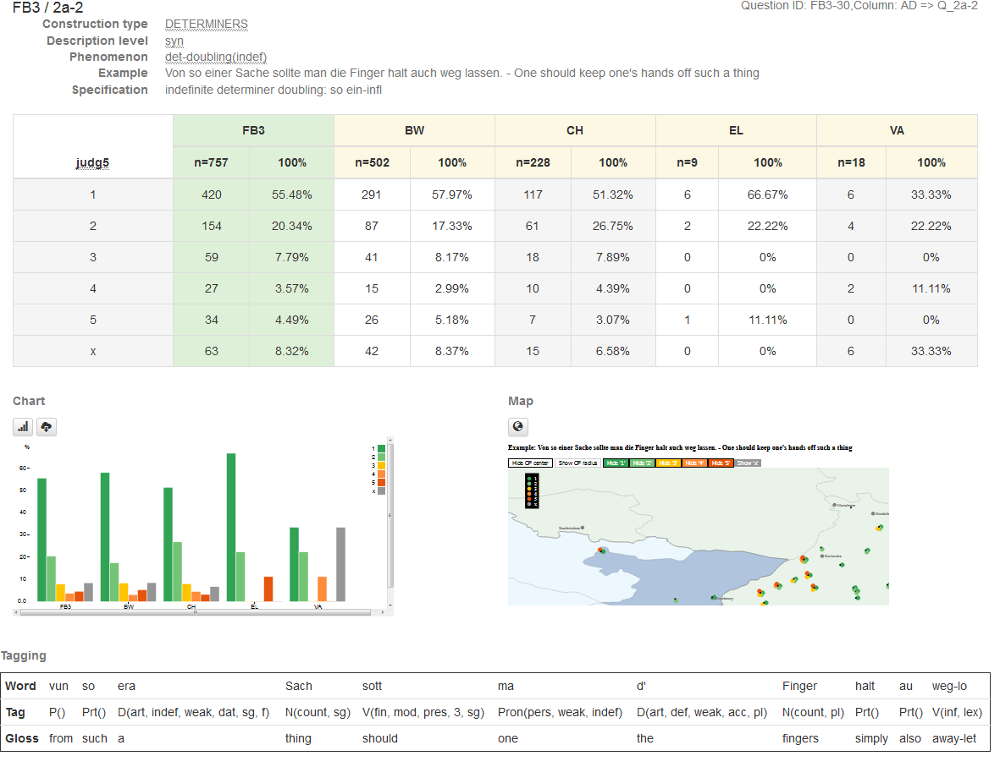 FB3 / 2a-2
Question ID: FB3-30,Column: AD => Q_2a-2
Construction type DETERMINERS
Description level syn
Phenomenon det-doubling(indef)
Example Von so einer Sache sollte man die Finger halt auch weg lassen. - One should keep one's hands off such a thing
Specification indefinite determiner doubling: so ein-infl
FB3 BW CH EL VA
judg5 n=757 100% n=502 100% n=228 100% n=9 100% n=18 100%
1 420 55.48% 291 57.97% 117 51.32% 6 66.67% 6 33.33%
2 154 20.34% 87 17.33% 61 26.75% 2 22.22% 4 22.22%
3 59 7.79% 41 8.17% 18 7.89% 0 0% 0 0%
4 27 3.57% 15 2.99% 10 4.39% 0 0% 2 11.11%
5 34 4.49% 26 5.18% 7 3.07% 1 11.11% 0 0%
x 63 8.32% 42 8.37% 15 6.58% 0 0% 6 33.33%
Chart
%
60-
50
40
30-
20-
10
0.0
FB3 BW CH EL VA
1
2
3
4
5
x
Map
Example: Von so einer Sache sollte man die Finger halt auch weg lassen. - One should keep one's hands off such a thing
Hide OP center Show OP radius Hide '1' Hide '2' Hide '3' Hide '4' Hide '5' Show 'x'
1
2
3
4
5
x
Karlsruhe
Tagging
Word vun so era Sach sott ma d' Finger halt au weg-lo
Tag P() Prt() D(art, indef, weak, dat, sg, f) N(count, sg) V(fin, mod, pres, 3, sg) Pron(pers, weak, indef) D(art, def, weak, acc, pl) N(count, pl) Prt() Prt() V(inf, lex)
Gloss from such a thing should one the fingers simply also away-let